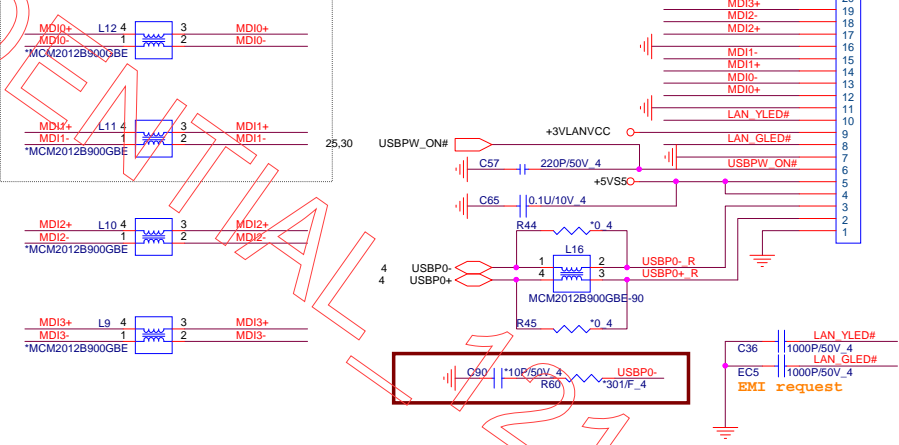 MDI0+ L12 4 3 MDI0+
MDI0- 1 2 MDI0-
*MCM2012B900GBE
MDI1+ L11 4 3 MDI1+
MDI1- 1 2 MDI1-
*MCM2012B900GBE
MDI2+ L10 4 3 MDI2+
MDI2- 1 2 MDI2-
*MCM2012B900GBE
MDI3+ L9 4 3 MDI3+
MDI3- 1 2 MDI3-
*MCM2012B900GBE
25,30 USBPW_ON#
+3VLANVCC
C57 220P/50V_4
+5VS5
C65 0.1U/10V_4
R44 *0_4
L16
4 USBP0- 1 2 USBP0-_R
4 USBP0+ 4 3 USBP0+_R
MCM2012B900GBE-90
R45 *0_4
C90 *10P/50V_4 USBP0-
R60 *301/F_4
MDI3+
19
MDI2- 18
MDI2+ 17
16
MDI1- 15
MDI1+ 14
MDI0- 13
MDI0+ 12
11
LAN_YLED# 10
9
LAN_GLED# 8
7
USBPW_ON# 6
5
4
3
2
1
LAN_YLED#
C36 1000P/50V_4
LAN_GLED#
EC5 1000P/50V_4
EMI request
ENTIAL 121